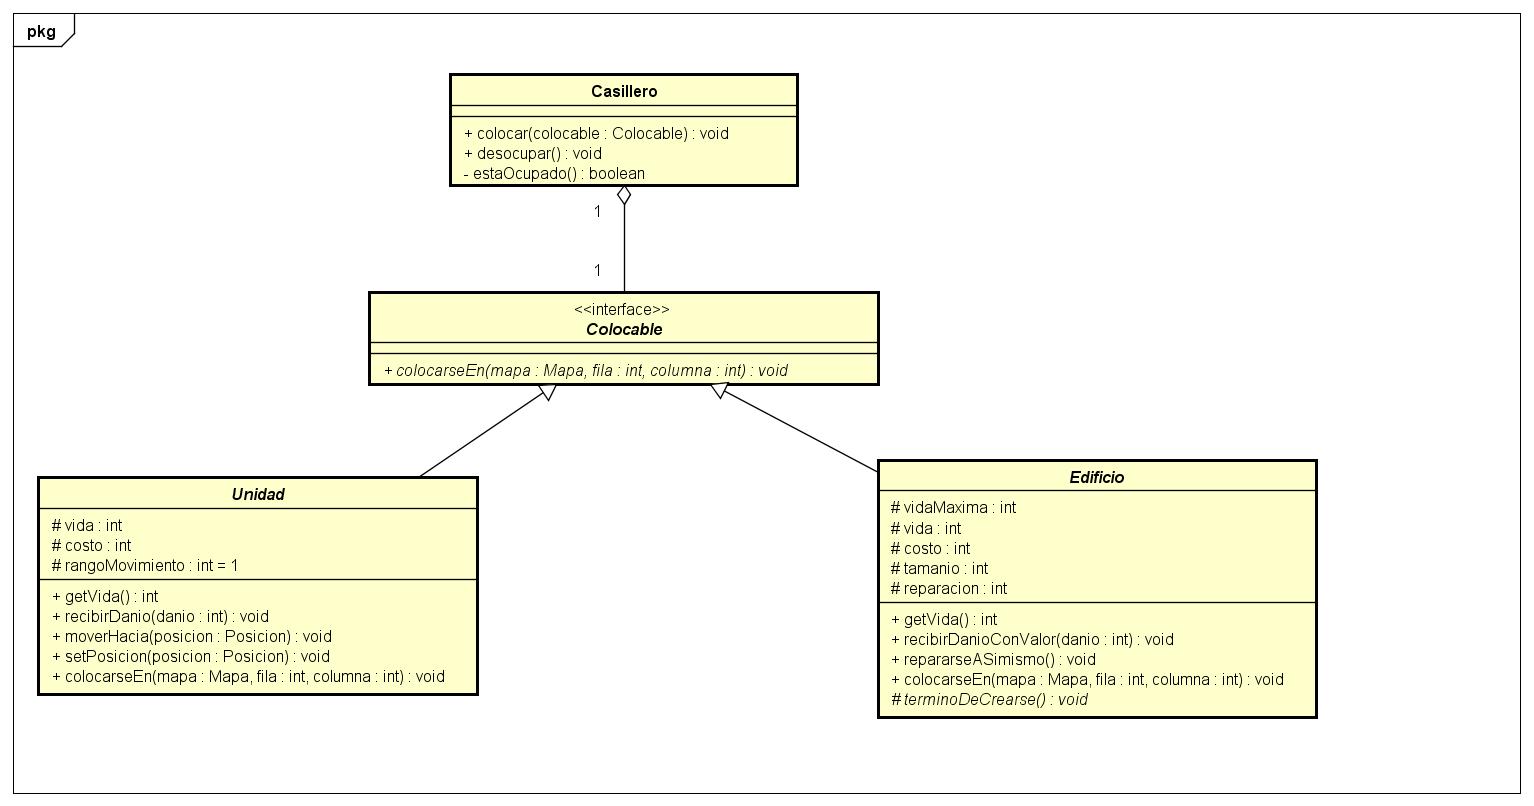 pkg
Casillero
+ colocar(colocable : Colocable) : void
+ desocupar() : void
- estaOcupado() : boolean
1
1
<<interface>>
Colocable
+ colocarseEn(mapa : Mapa, fila : int, columna : int) : void
Unidad
# vida : int
# costo : int
# rangoMovimiento : int = 1
+ getVida() : int
+ recibirDanio(danio : int) : void
+ moverHacia(posicion : Posicion) : void
+ setPosicion(posicion : Posicion) : void
+ colocarseEn(mapa : Mapa, fila : int, columna : int) : void
Edificio
# vidaMaxima : int
# vida : int
# costo : int
# tamanio : int
# reparacion : int
+ getVida() : int
+ recibirDanioConValor(danio : int) : void
+ repararseASimismo() : void
+ colocarseEn(mapa : Mapa, fila : int, columna : int) : void
# terminoDeCrearse() : void